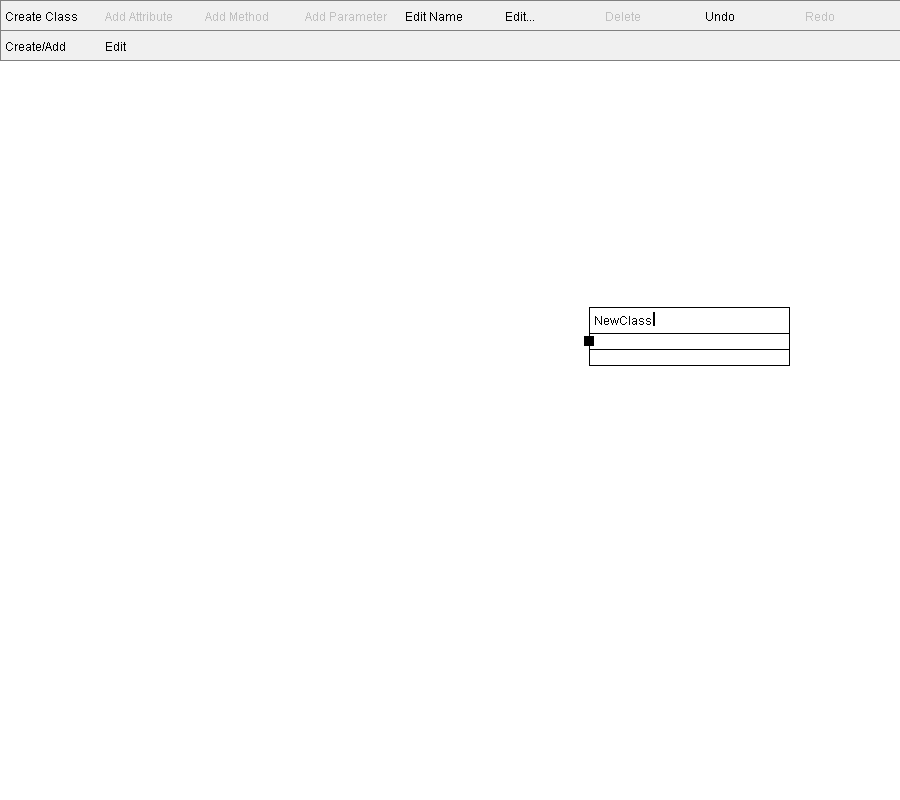 Create Class Add Attribute Add Method Add Parameter Edit Name Edit... Delete Undo Redo
Create/Add Edit
NewClass